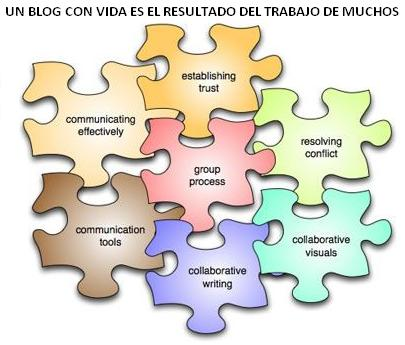 UN BLOG CON VIDA ES EL RESULTADO DEL TRABAJO DE MUCHOS
establishing
trust
communicating
effectively
resolving
conflict
group
process
communication
tools
collaborative
visuals
collaborative
writing